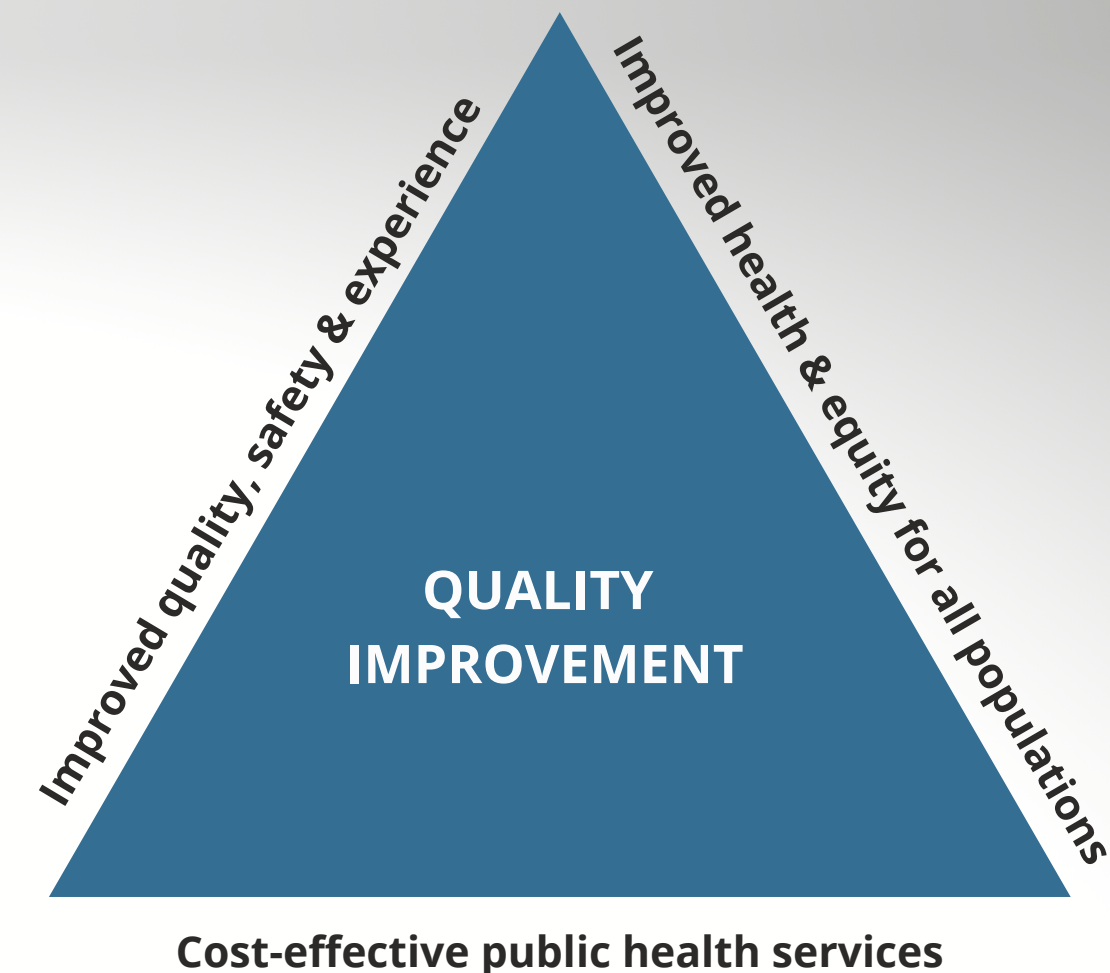 Improved quality, safety & experience
Improved health & equity for all populations
QUALITY
IMPROVEMENT
Cost-effective public health services